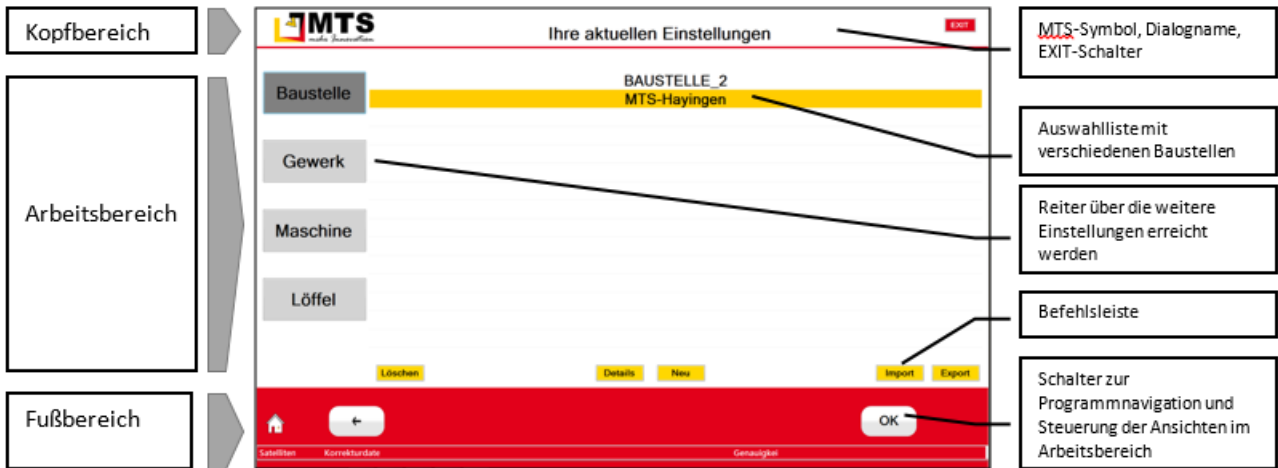 Kopfbereich
Arbeitsbereich
Fußbereich
MTS
mehr Innovation
Ihre aktuellen Einstellungen
EXIT
Baustelle
Gewerk
Maschine
Löffel
BAUSTELLE_2
MTS-Hayingen
Löschen
Details
Neu
Import
Export
←
OK
Satelliten
Korrekturdate
Genauigkei
MTS-Symbol, Dialogname,
EXIT-Schalter
Auswahlliste mit
verschiedenen Baustellen
Reiter über die weitere
Einstellungen erreicht
werden
Befehlsleiste
Schalter zur
Programmnavigation und
Steuerung der Ansichten im
Arbeitsbereich